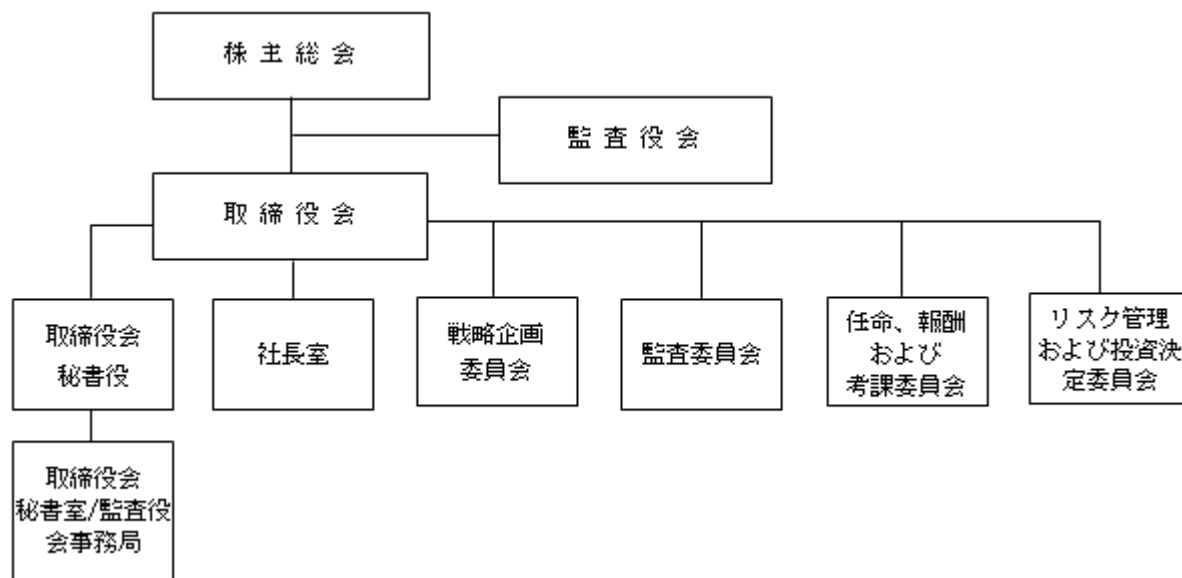 株主総会
監査役会
取締役会
取締役会
秘書役
社長室
戦略企画
委員会
監査委員会
任命、報酬
および
考課委員会
リスク管理
および投資決
定委員会
取締役会
秘書室/監査役
会事務局